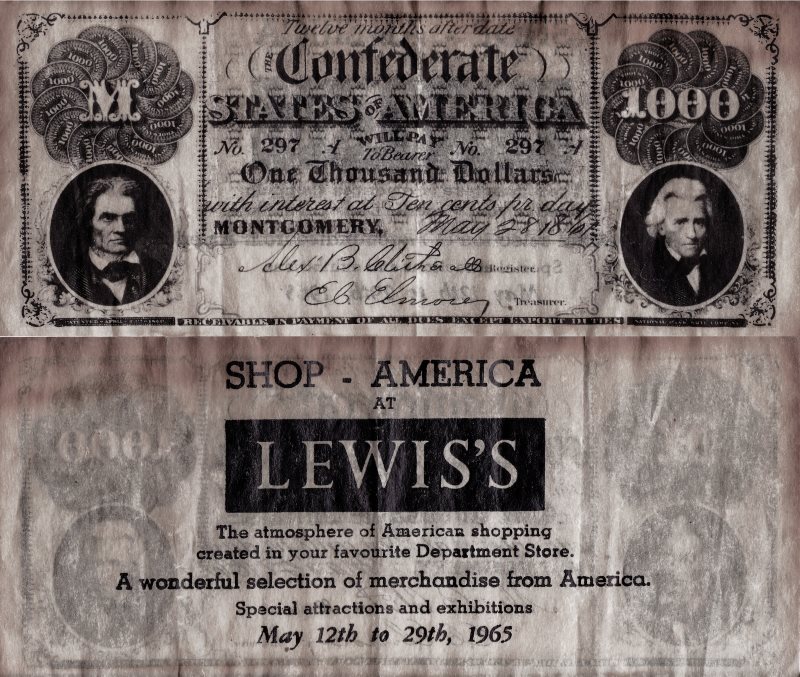 Twelve months after date
THE
Confederate
STATES OF AMERICA
M
1000
WILL PAY
No. 297 A To Bearer No. 297 A
One Thousand Dollars
with interest at Ten cents pr day
MONTGOMERY, May 28 1861
Register.
Treasurer.
RECEIVABLE IN PAYMENT OF ALL DUES EXCEPT EXPORT DUTIES
SHOP - AMERICA
AT
LEWIS'S
The atmosphere of American shopping
created in your favourite Department Store.
A wonderful selection of merchandise from America.
Special attractions and exhibitions
May 12th to 29th, 1965